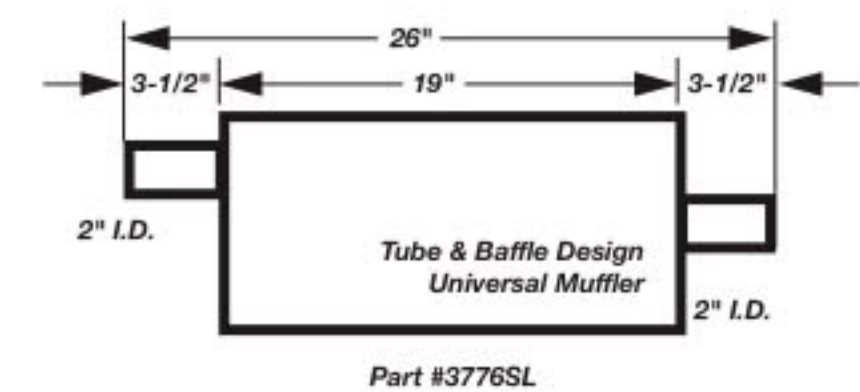 26"
3-1/2" 19" 3-1/2"
2" I.D.
Tube & Baffle Design
Universal Muffler
2" I.D.
Part #3776SL